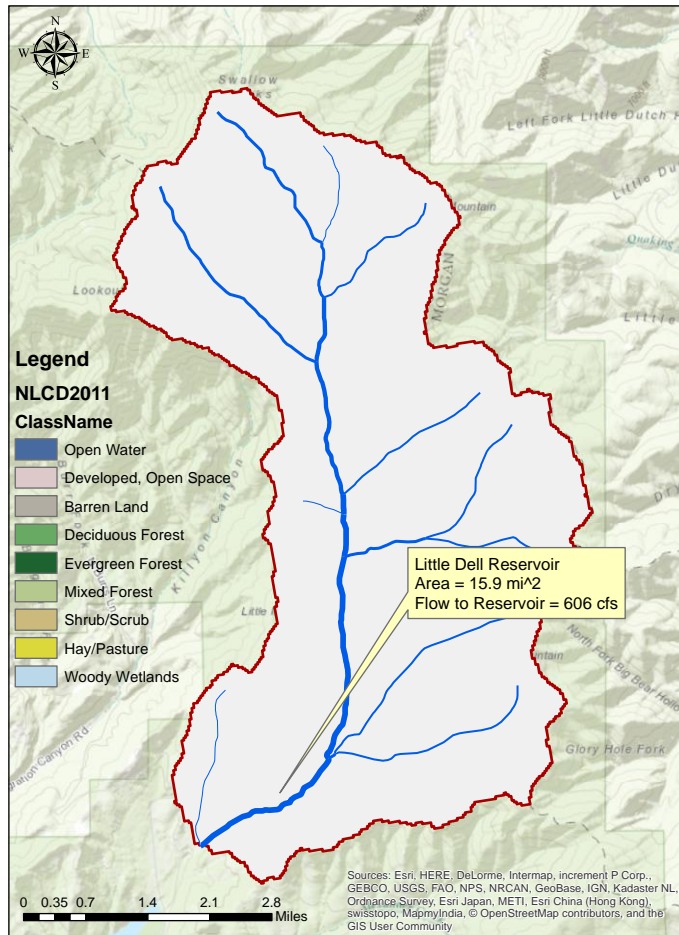 N
W E
S
Swallow
Left Fork Little Dutch
Little
Mountain
Quaking
MORGAN
Little
Legend
NLCD2011
ClassName
Open Water
Developed, Open Space
Barren Land
Deciduous Forest
Evergreen Forest
Mixed Forest
Shrub/Scrub
Hay/Pasture
Woody Wetlands
Killyon Canyon
Little Dell Reservoir
Area = 15.9 mi^2
Flow to Reservoir = 606 cfs
Little
North Fork Big Bear Hollow
Glory Hole Fork
Canyon Rd
Sources: Esri, HERE, DeLorme, Intermap, increment P Corp.,
GEBCO, USGS, FAO, NPS, NRCAN, GeoBase, IGN, Kadaster NL,
Ordnance Survey, Esri Japan, METI, Esri China (Hong Kong),
swisstopo, MapmyIndia, © OpenStreetMap contributors, and the
GIS User Community
0 0.35 0.7 1.4 2.1 2.8
Miles